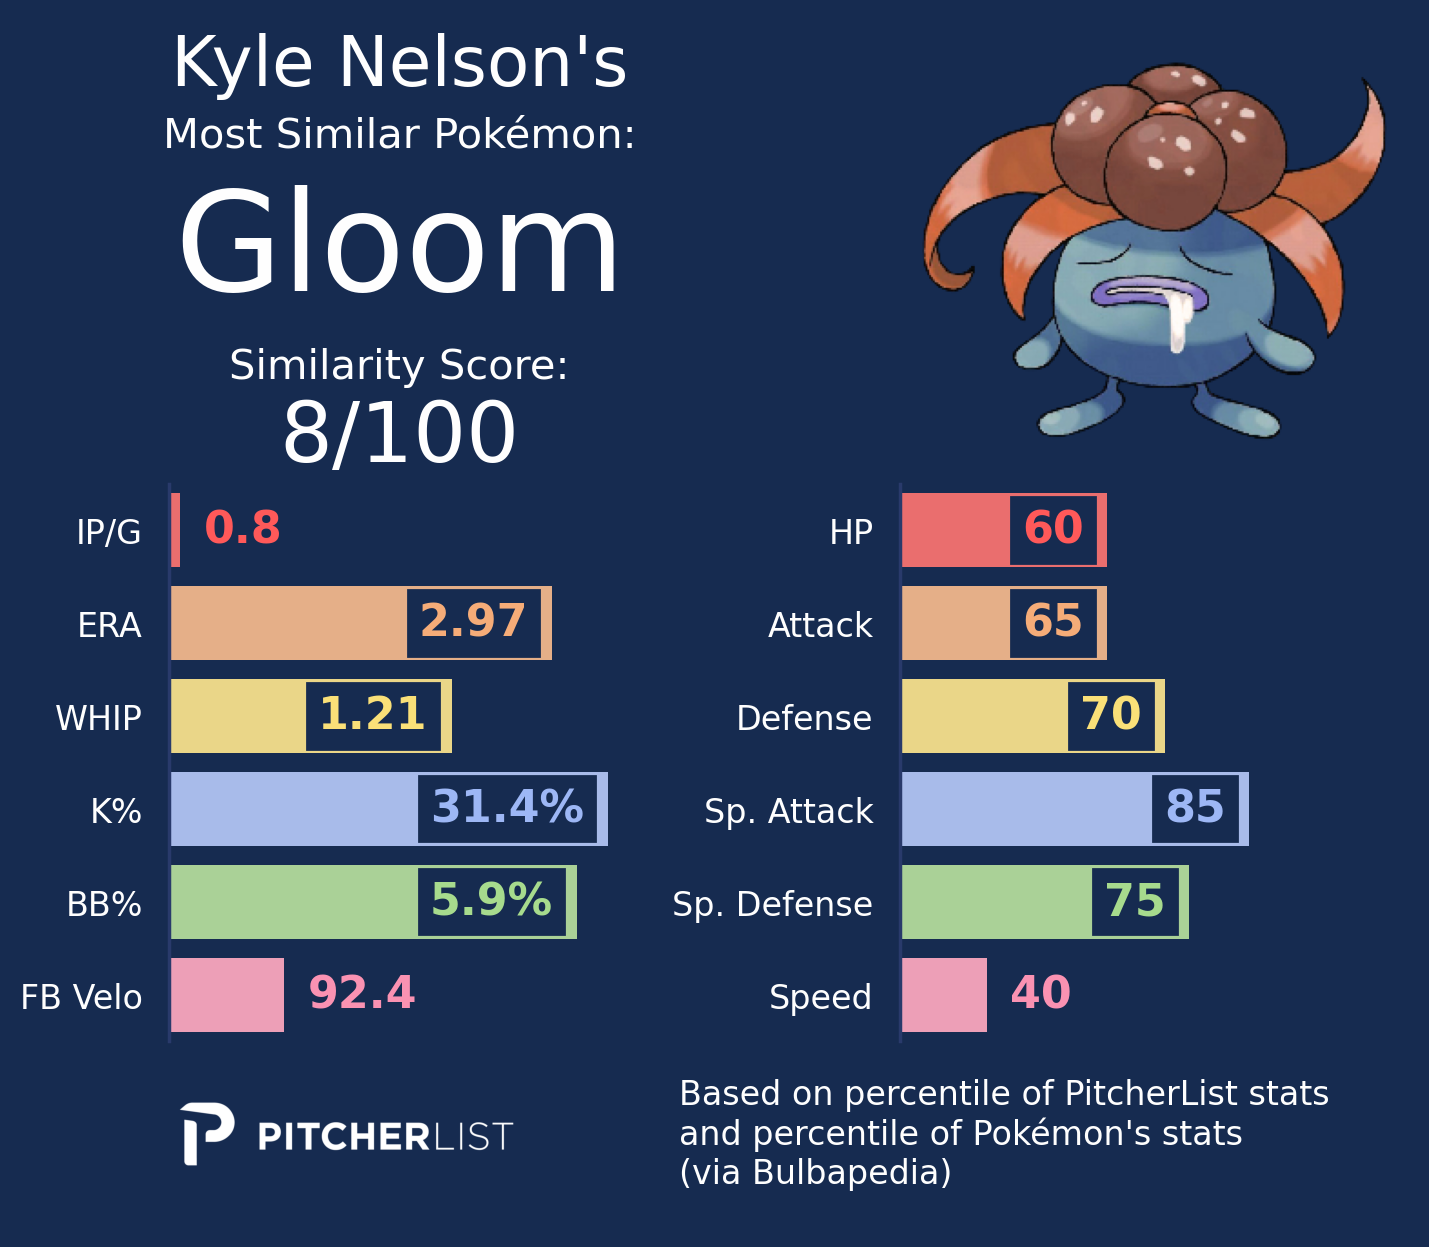 Kyle Nelson's
Most Similar Pokémon:
Gloom
Similarity Score:
8/100
IP/G 0.8
ERA 2.97
WHIP 1.21
K% 31.4%
BB% 5.9%
FB Velo 92.4
HP 60
Attack 65
Defense 70
Sp. Attack 85
Sp. Defense 75
Speed 40
PITCHERLIST
Based on percentile of PitcherList stats
and percentile of Pokémon's stats
(via Bulbapedia)